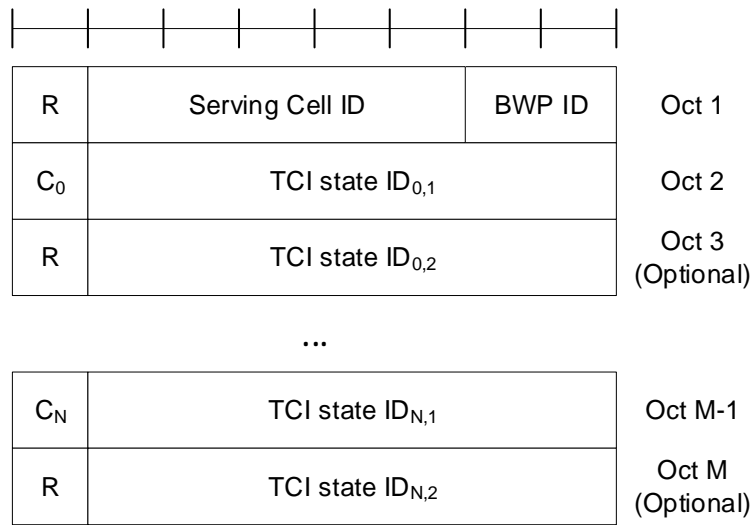 R Serving Cell ID BWP ID Oct 1
C0 TCI state ID0,1 Oct 2
R TCI state ID0,2 Oct 3 (Optional)
...
CN TCI state IDN,1 Oct M-1
R TCI state IDN,2 Oct M (Optional)